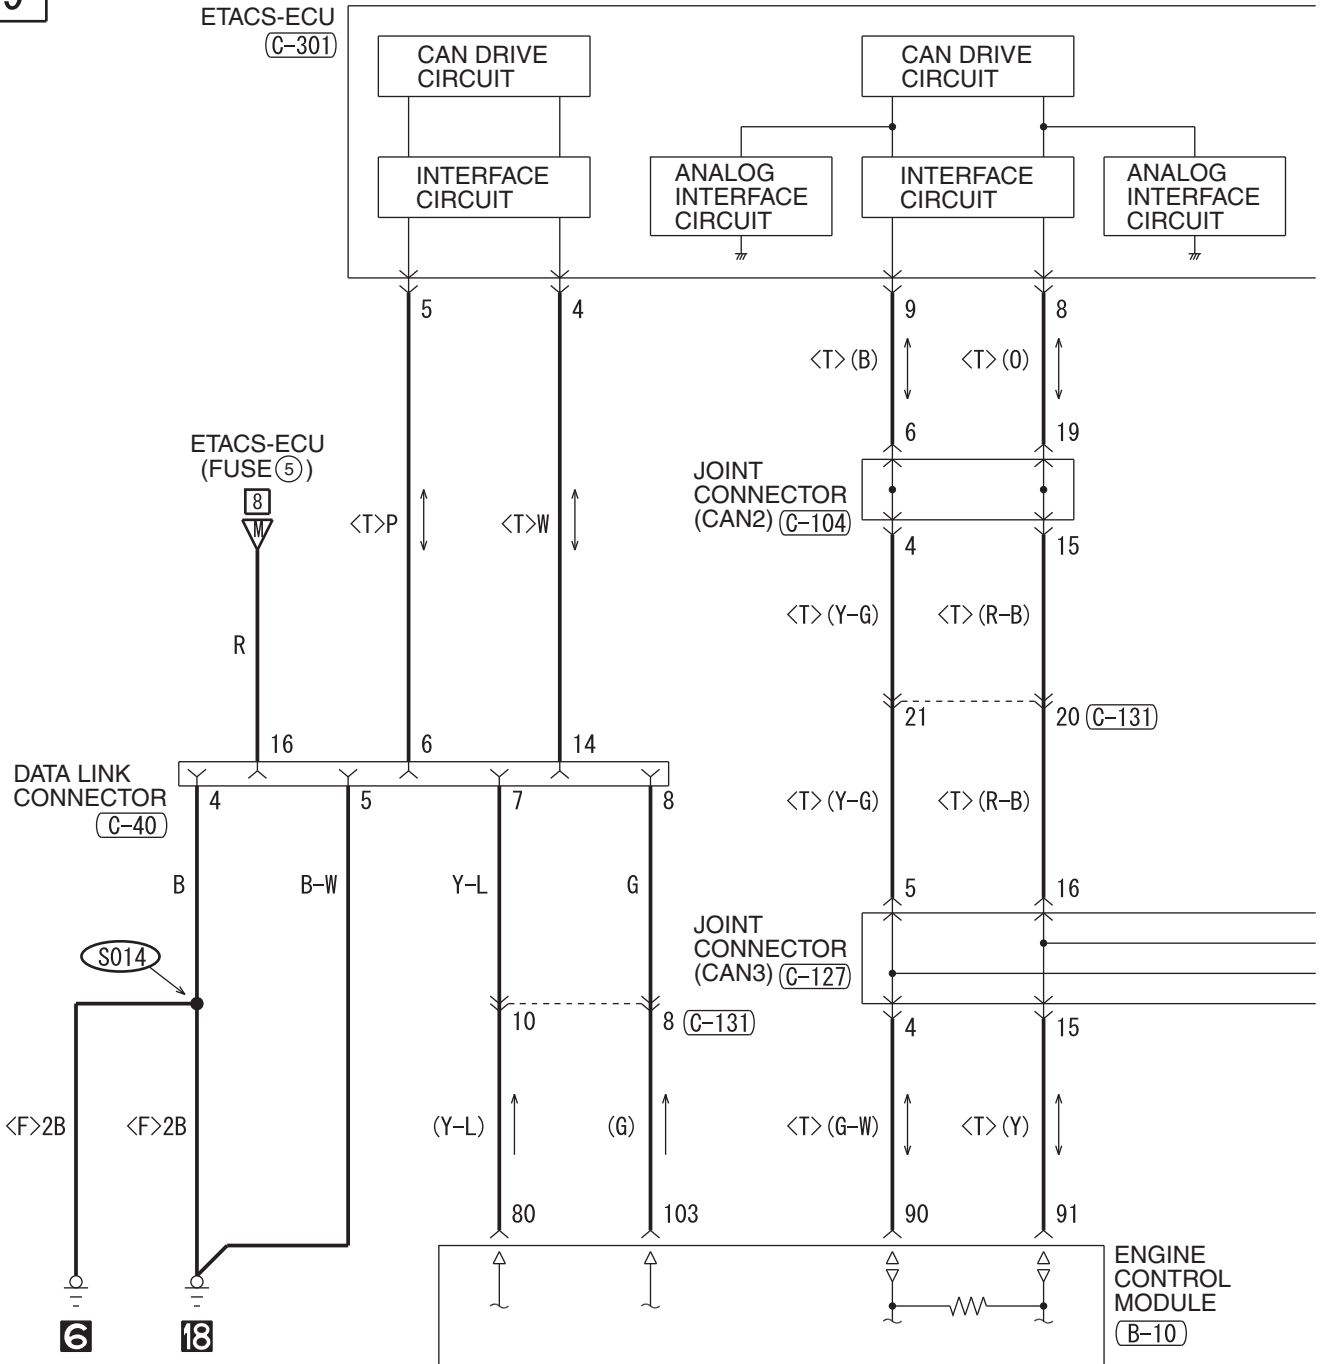 9
ETACS-ECU
C-301
CAN DRIVE
CIRCUIT
CAN DRIVE
CIRCUIT
INTERFACE
CIRCUIT
ANALOG
INTERFACE
CIRCUIT
INTERFACE
CIRCUIT
ANALOG
INTERFACE
CIRCUIT
5 4 9 8
<T>(B) <T>(O)
6 19
ETACS-ECU
(FUSE⑤)
8
M
JOINT
CONNECTOR
(CAN2) C-104
<T>P <T>W
4 15
<T>(Y-G) <T>(R-B)
R
21 20 C-131
16 6 14
DATA LINK
CONNECTOR
C-40
4 5 7 8
<T>(Y-G) <T>(R-B)
B B-W Y-L G
5 16
JOINT
CONNECTOR
(CAN3) C-127
S014
10 8 C-131
4 15
<F>2B <F>2B (Y-L) (G) <T>(G-W) <T>(Y)
80 103 90 91
ENGINE
CONTROL
MODULE
B-10
6 18